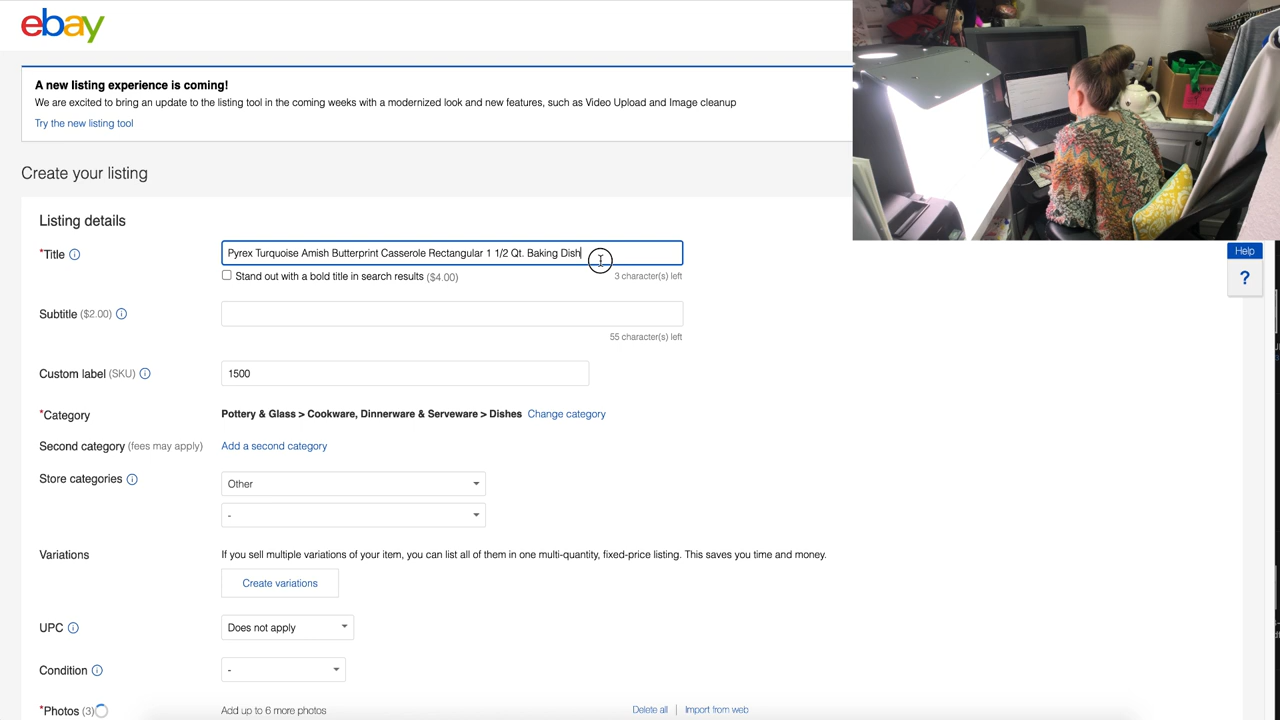 ebay
A new listing experience is coming!
We are excited to bring an update to the listing tool in the coming weeks with a modernized look and new features, such as Video Upload and Image cleanup
Try the new listing tool
Create your listing
Listing details
*Title
Pyrex Turquoise Amish Butterprint Casserole Rectangular 1 1/2 Qt. Baking Dish
Stand out with a bold title in search results ($4.00)
3 character(s) left
Subtitle ($2.00)
55 character(s) left
Custom label (SKU)
1500
*Category
Pottery & Glass > Cookware, Dinnerware & Serveware > Dishes Change category
Second category (fees may apply)
Add a second category
Store categories
Other
-
Variations
If you sell multiple variations of your item, you can list all of them in one multi-quantity, fixed-price listing. This saves you time and money.
Create variations
UPC
Does not apply
Condition
-
*Photos (3)
Add up to 6 more photos
Delete all | Import from web
Help
?